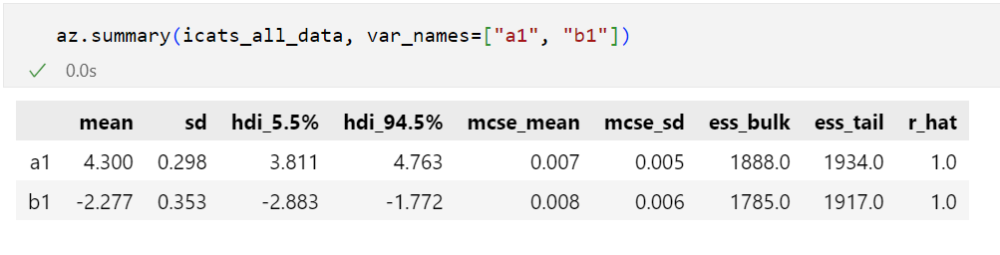 az.summary(icats_all_data, var_names=["a1", "b1"])
0.0s
mean sd hdi_5.5% hdi_94.5% mcse_mean mcse_sd ess_bulk ess_tail r_hat
a1 4.300 0.298 3.811 4.763 0.007 0.005 1888.0 1934.0 1.0
b1 -2.277 0.353 -2.883 -1.772 0.008 0.006 1785.0 1917.0 1.0